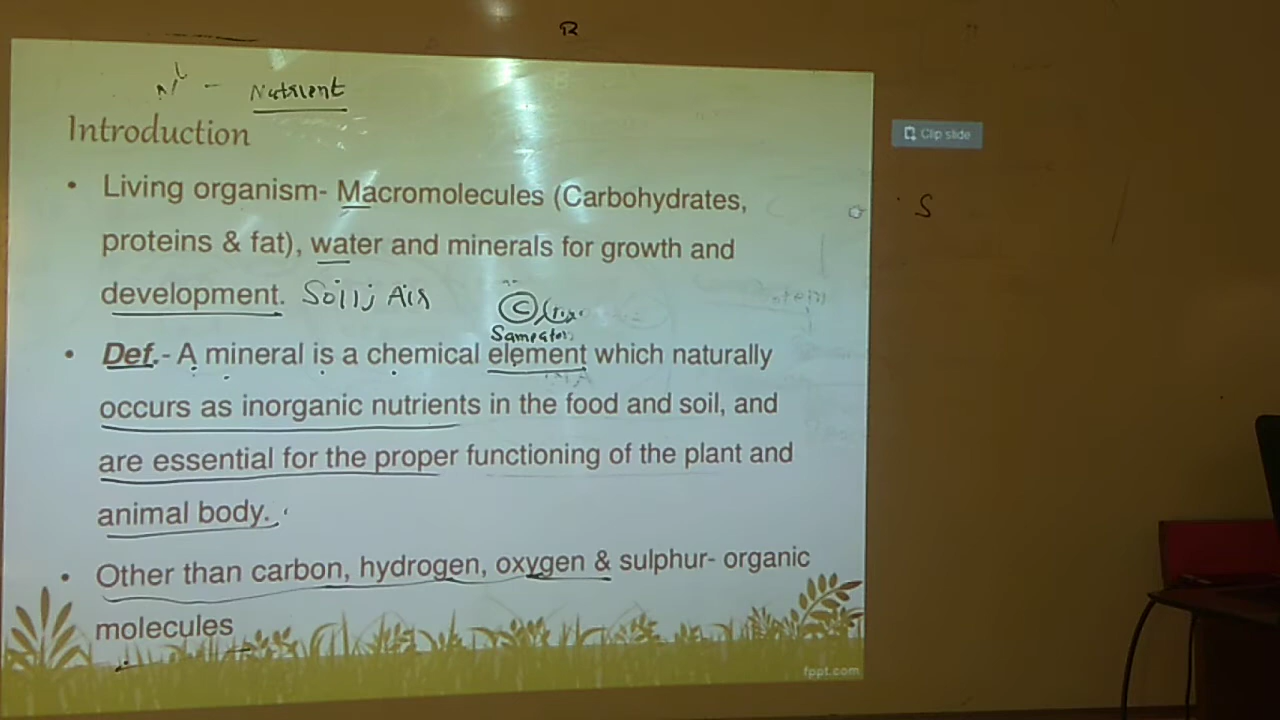 R
Nutrient
Introduction
Clip slide
• Living organism- Macromolecules (Carbohydrates,
S
proteins & fat), water and minerals for growth and
development. Soil, Air
C
• Def.- A mineral is a chemical element which naturally
occurs as inorganic nutrients in the food and soil, and
are essential for the proper functioning of the plant and
animal body.
• Other than carbon, hydrogen, oxygen & sulphur- organic
molecules
fppt.com